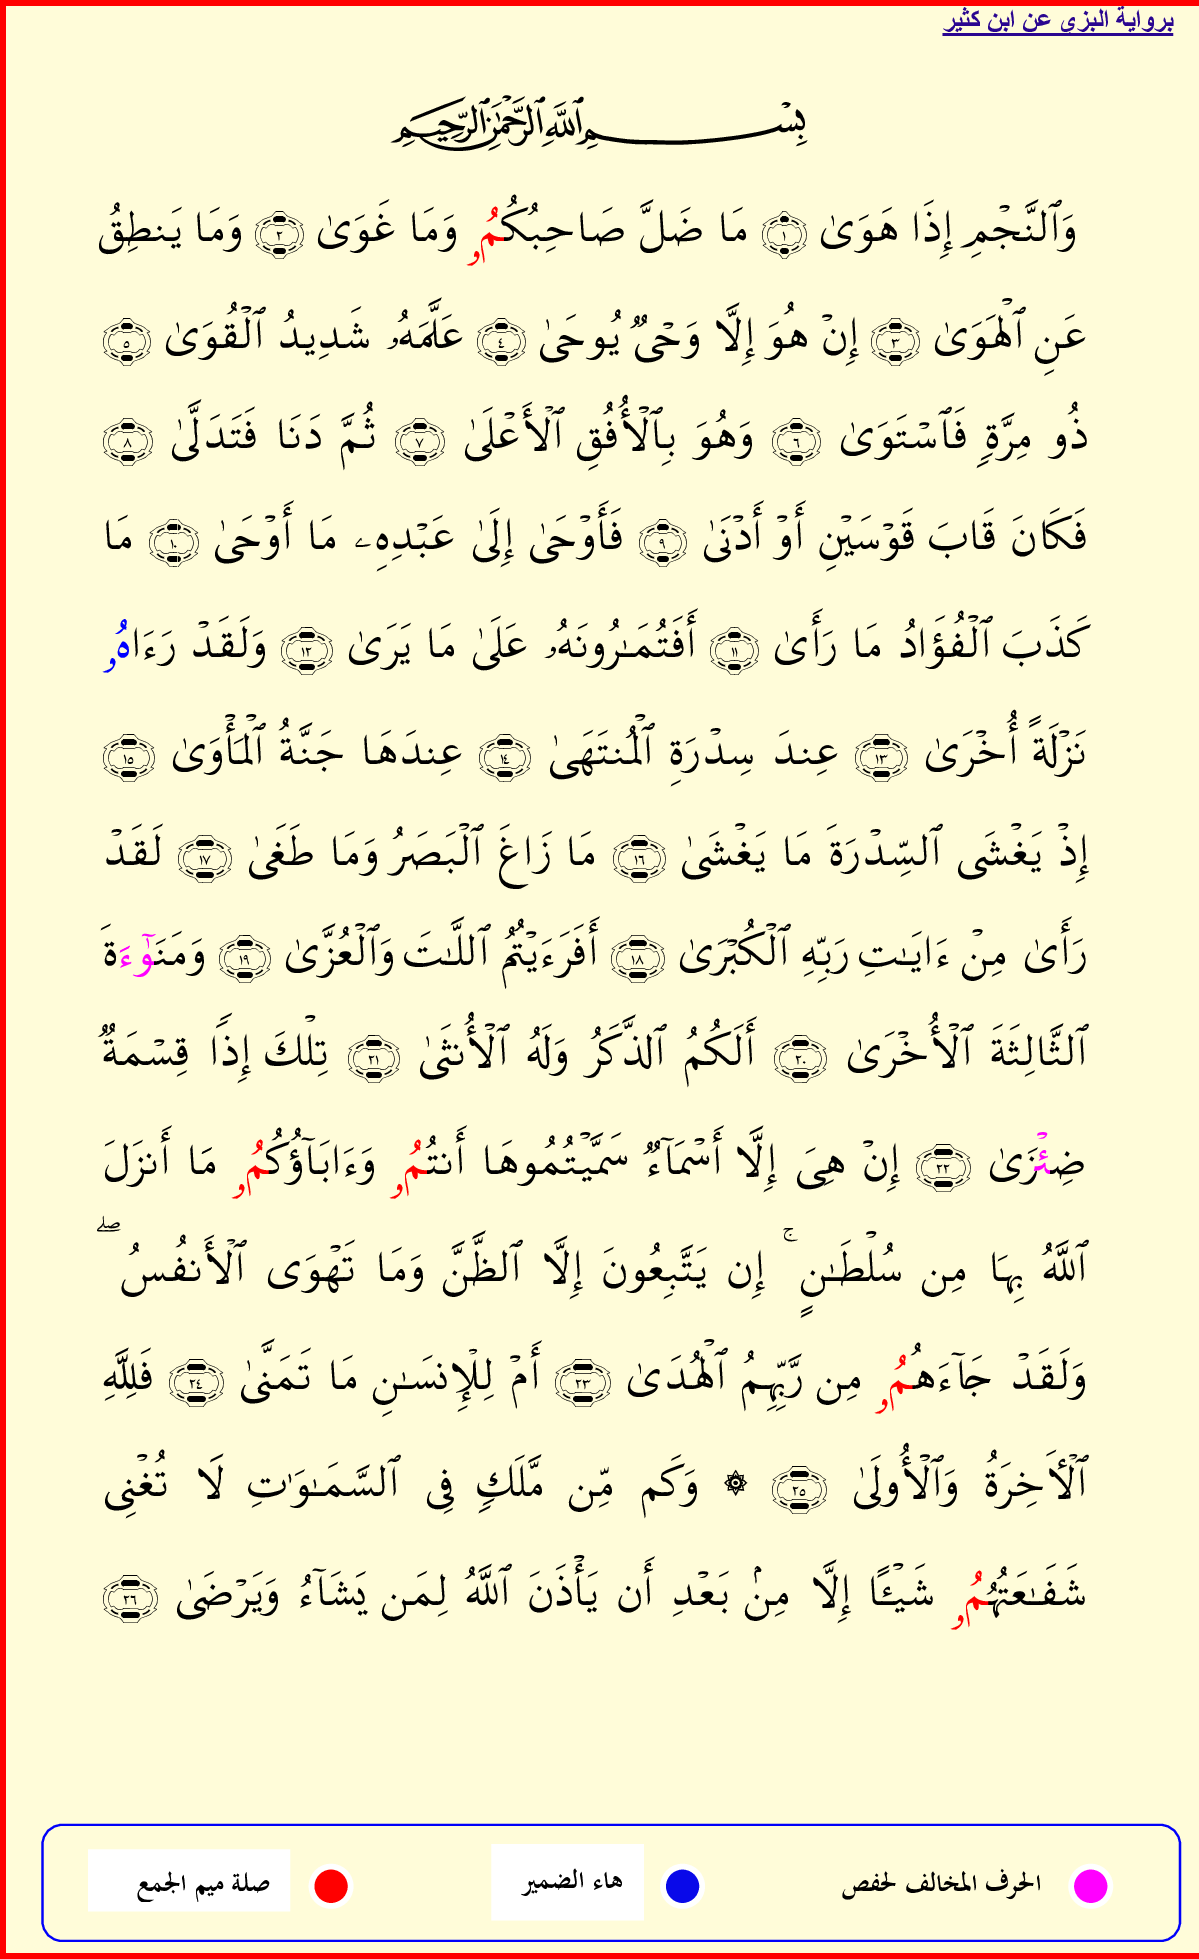 برواية البزى عن ابن كثير
بِسْمِ ٱللَّهِ ٱلرَّحْمَٰنِ ٱلرَّحِيمِ
وَٱلنَّجْمِ إِذَا هَوَىٰ ١ مَا ضَلَّ صَاحِبُكُمُۥ وَمَا غَوَىٰ ٢ وَمَا يَنطِقُ
عَنِ ٱلْهَوَىٰ ٣ إِنْ هُوَ إِلَّا وَحْىٌ يُوحَىٰ ٤ عَلَّمَهُۥ شَدِيدُ ٱلْقُوَىٰ ٥
ذُو مِرَّةٍ فَٱسْتَوَىٰ ٦ وَهُوَ بِٱلْأُفُقِ ٱلْأَعْلَىٰ ٧ ثُمَّ دَنَا فَتَدَلَّىٰ ٨
فَكَانَ قَابَ قَوْسَيْنِ أَوْ أَدْنَىٰ ٩ فَأَوْحَىٰ إِلَىٰ عَبْدِهِۦ مَا أَوْحَىٰ ١٠ مَا
كَذَبَ ٱلْفُؤَادُ مَا رَأَىٰ ١١ أَفَتُمَـٰرُونَهُۥ عَلَىٰ مَا يَرَىٰ ١٢ وَلَقَدْ رَءَاهُۥ
نَزْلَةً أُخْرَىٰ ١٣ عِندَ سِدْرَةِ ٱلْمُنتَهَىٰ ١٤ عِندَهَا جَنَّةُ ٱلْمَأْوَىٰ ١٥
إِذْ يَغْشَى ٱلسِّدْرَةَ مَا يَغْشَىٰ ١٦ مَا زَاغَ ٱلْبَصَرُ وَمَا طَغَىٰ ١٧ لَقَدْ
رَأَىٰ مِنْ ءَايَـٰتِ رَبِّهِ ٱلْكُبْرَىٰ ١٨ أَفَرَءَيْتُمُ ٱللَّـٰتَ وَٱلْعُزَّىٰ ١٩ وَمَنَوٰٓءَةَ
ٱلثَّالِثَةَ ٱلْأُخْرَىٰ ٢٠ أَلَكُمُ ٱلذَّكَرُ وَلَهُ ٱلْأُنثَىٰ ٢١ تِلْكَ إِذًا قِسْمَةٌ
ضِئْزَىٰ ٢٢ إِنْ هِىَ إِلَّا أَسْمَآءٌ سَمَّيْتُمُوهَا أَنتُمُۥ وَءَابَآؤُكُمُۥ مَا أَنزَلَ
ٱللَّهُ بِهَا مِن سُلْطَـٰنٍ ۚ إِن يَتَّبِعُونَ إِلَّا ٱلظَّنَّ وَمَا تَهْوَى ٱلْأَنفُسُ ۖ
وَلَقَدْ جَآءَهُمُۥ مِن رَّبِّهِمُ ٱلْهُدَىٰ ٢٣ أَمْ لِلْإِنسَـٰنِ مَا تَمَنَّىٰ ٢٤ فَلِلَّهِ
ٱلْأَخِرَةُ وَٱلْأُولَىٰ ٢٥ ۞ وَكَم مِّن مَّلَكٍ فِى ٱلسَّمَـٰوَٰتِ لَا تُغْنِى
شَفَـٰعَتُهُمُۥ شَيْـًٔا إِلَّا مِنۢ بَعْدِ أَن يَأْذَنَ ٱللَّهُ لِمَن يَشَآءُ وَيَرْضَىٰ ٢٦
الحرف المخالف لحفص هاء الضمير صلة ميم الجمع